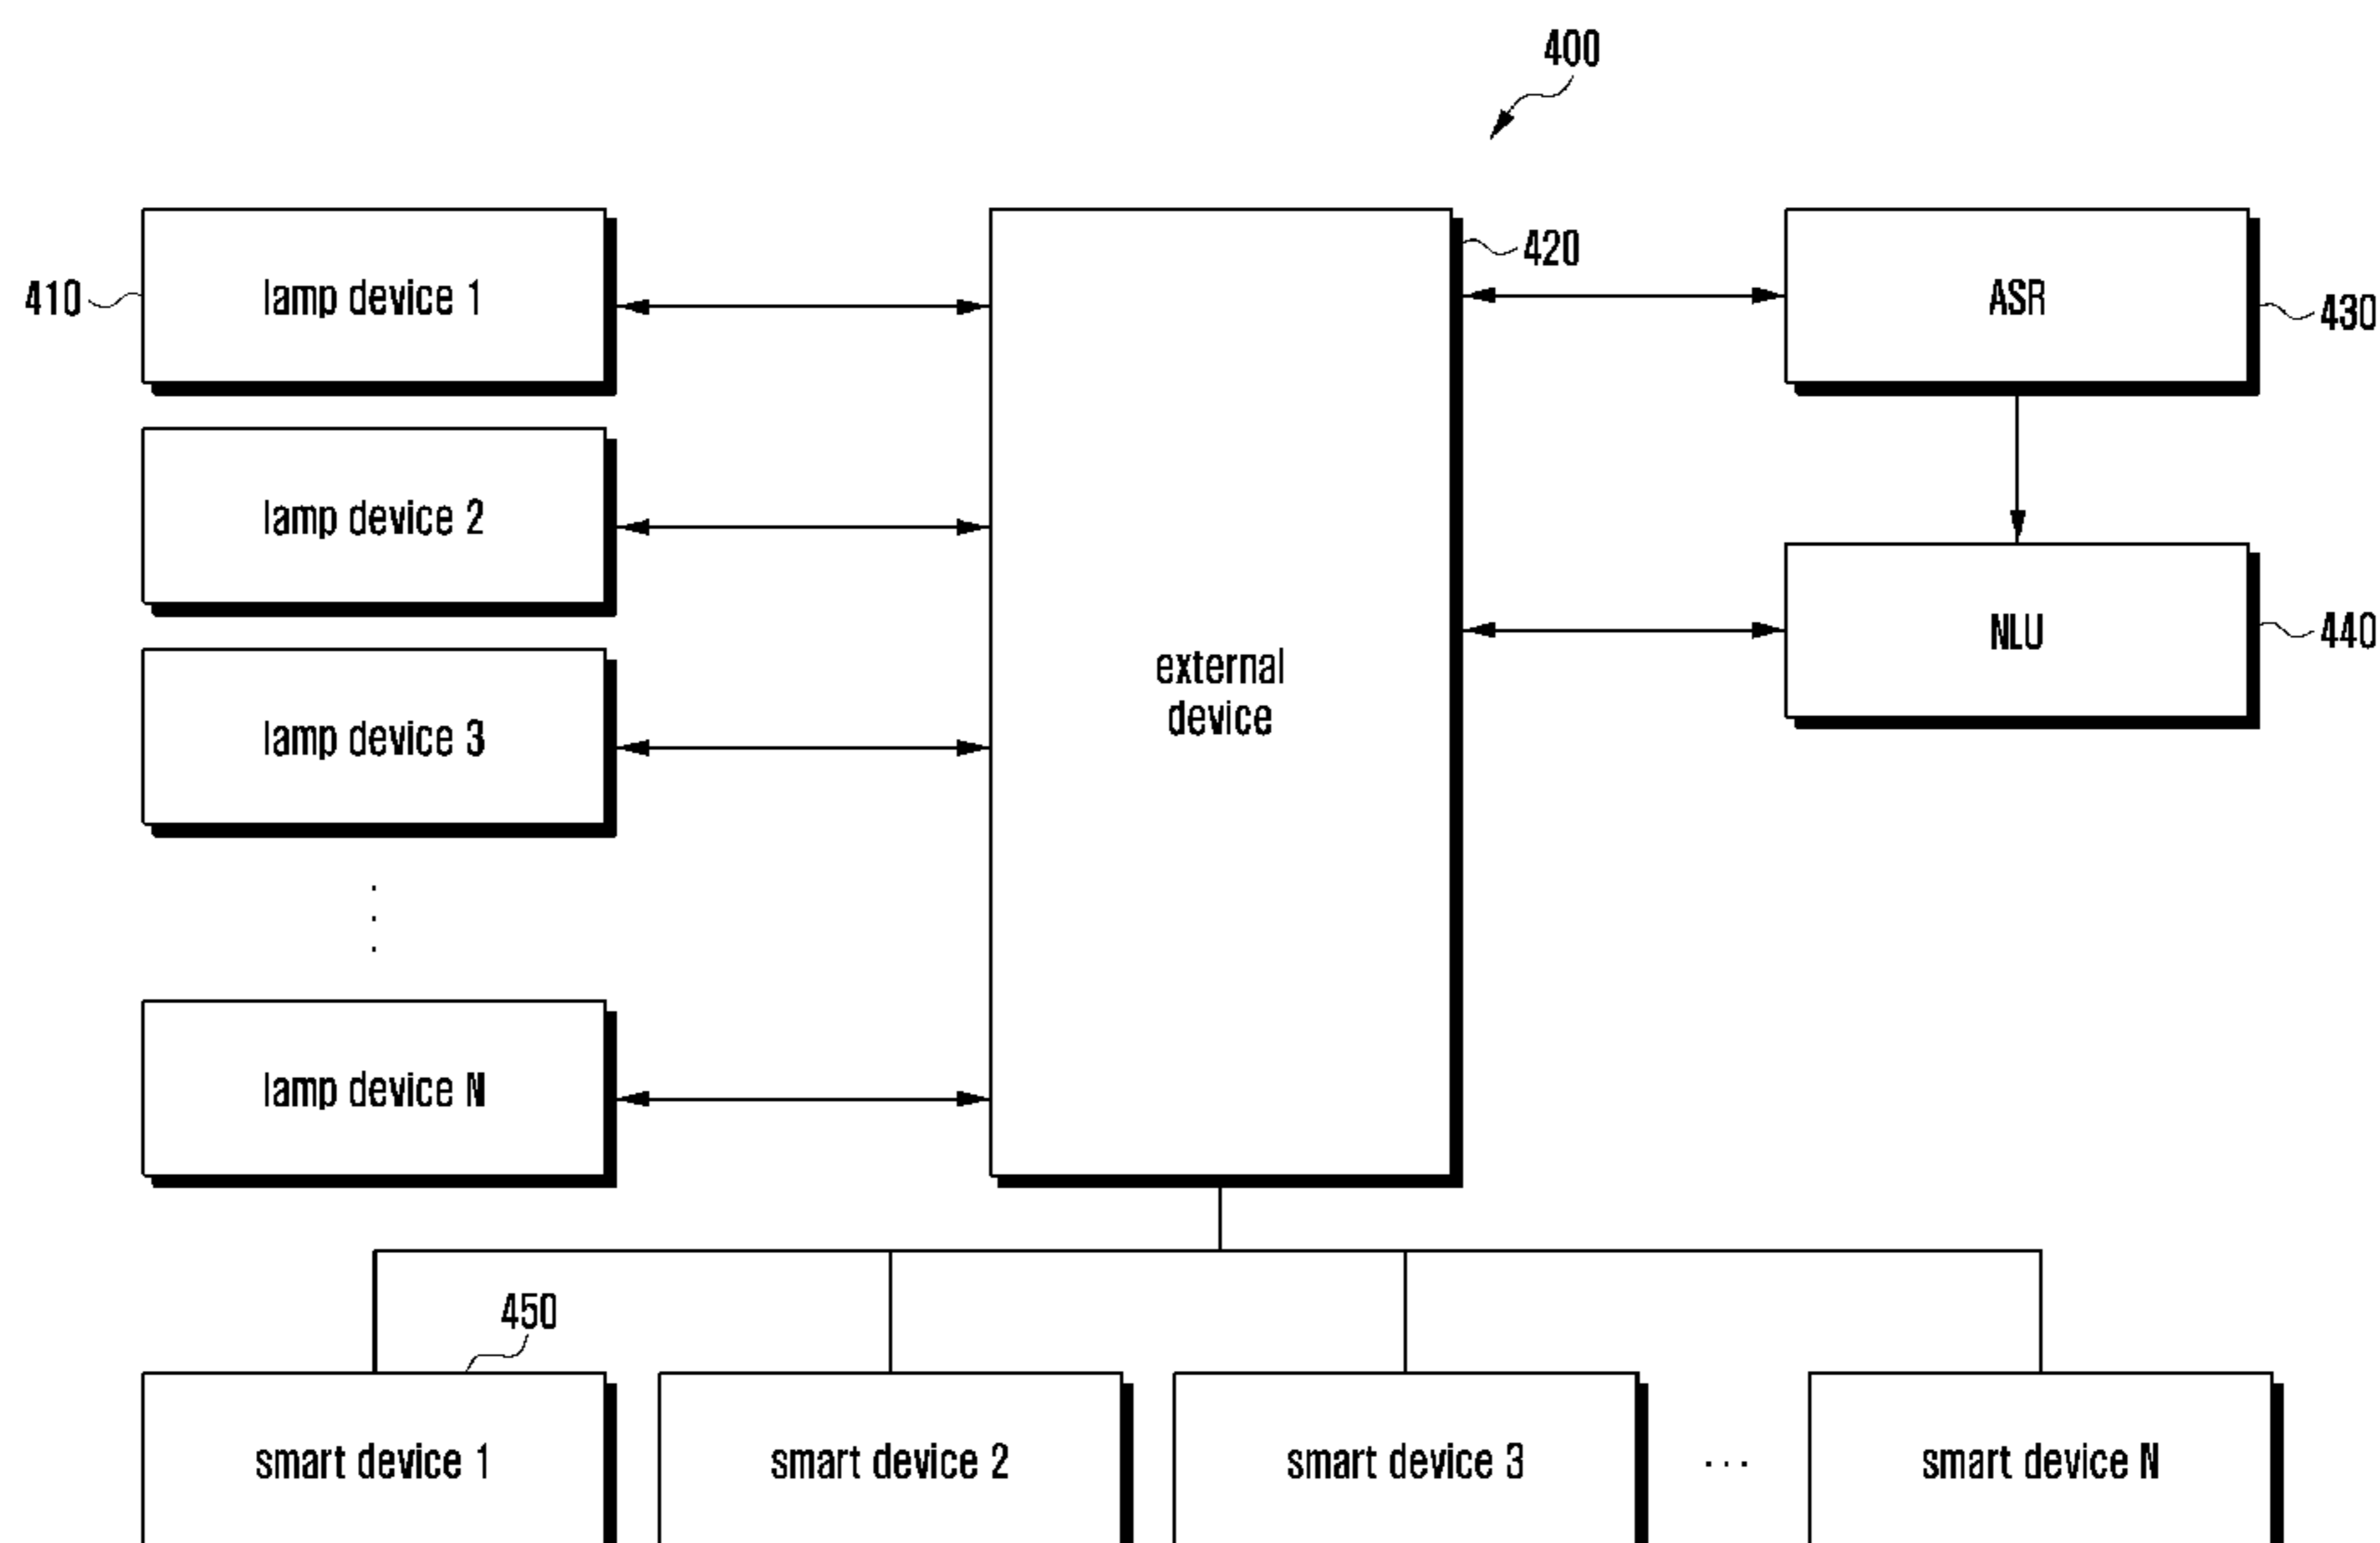 400
410
lamp device 1
420
ASR
430
lamp device 2
lamp device 3
external
device
NLU
440
lamp device N
450
smart device 1
smart device 2
smart device 3
...
smart device N